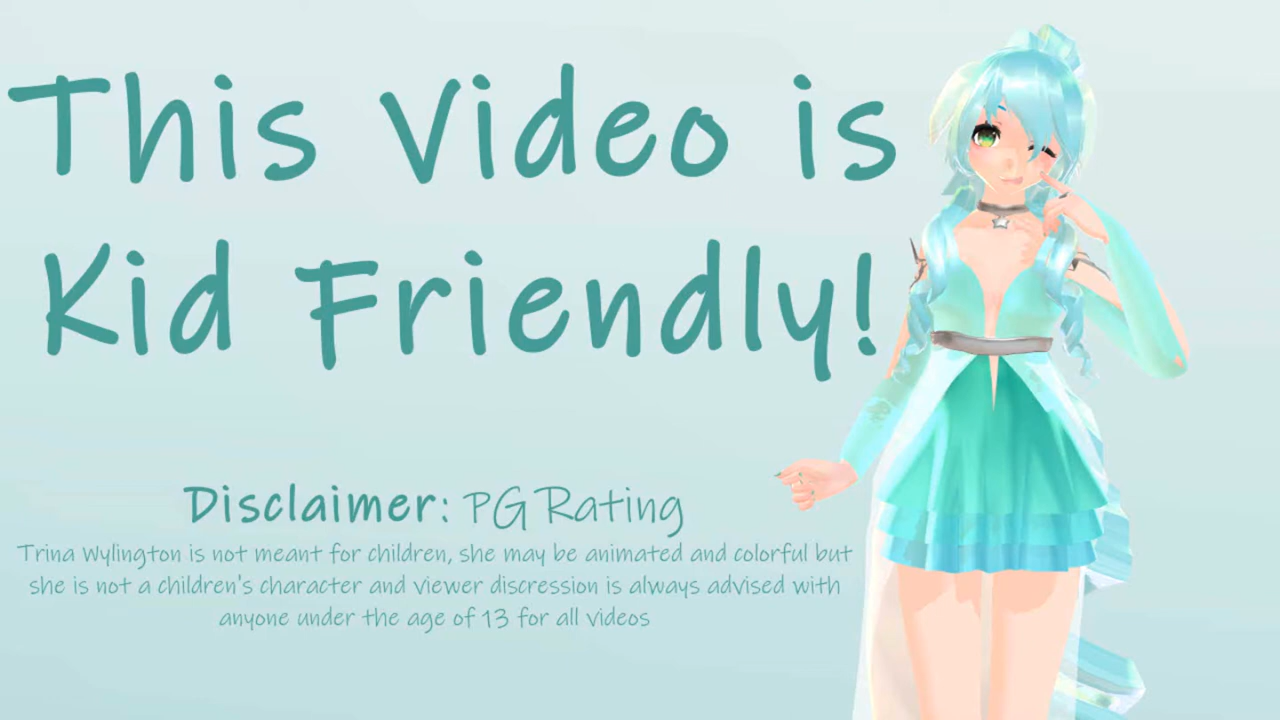 This Video is
Kid Friendly!
Disclaimer: PG Rating
Trina Wylington is not meant for children, she may be animated and colorful but
she is not a children's character and viewer discression is always advised with
anyone under the age of 13 for all videos